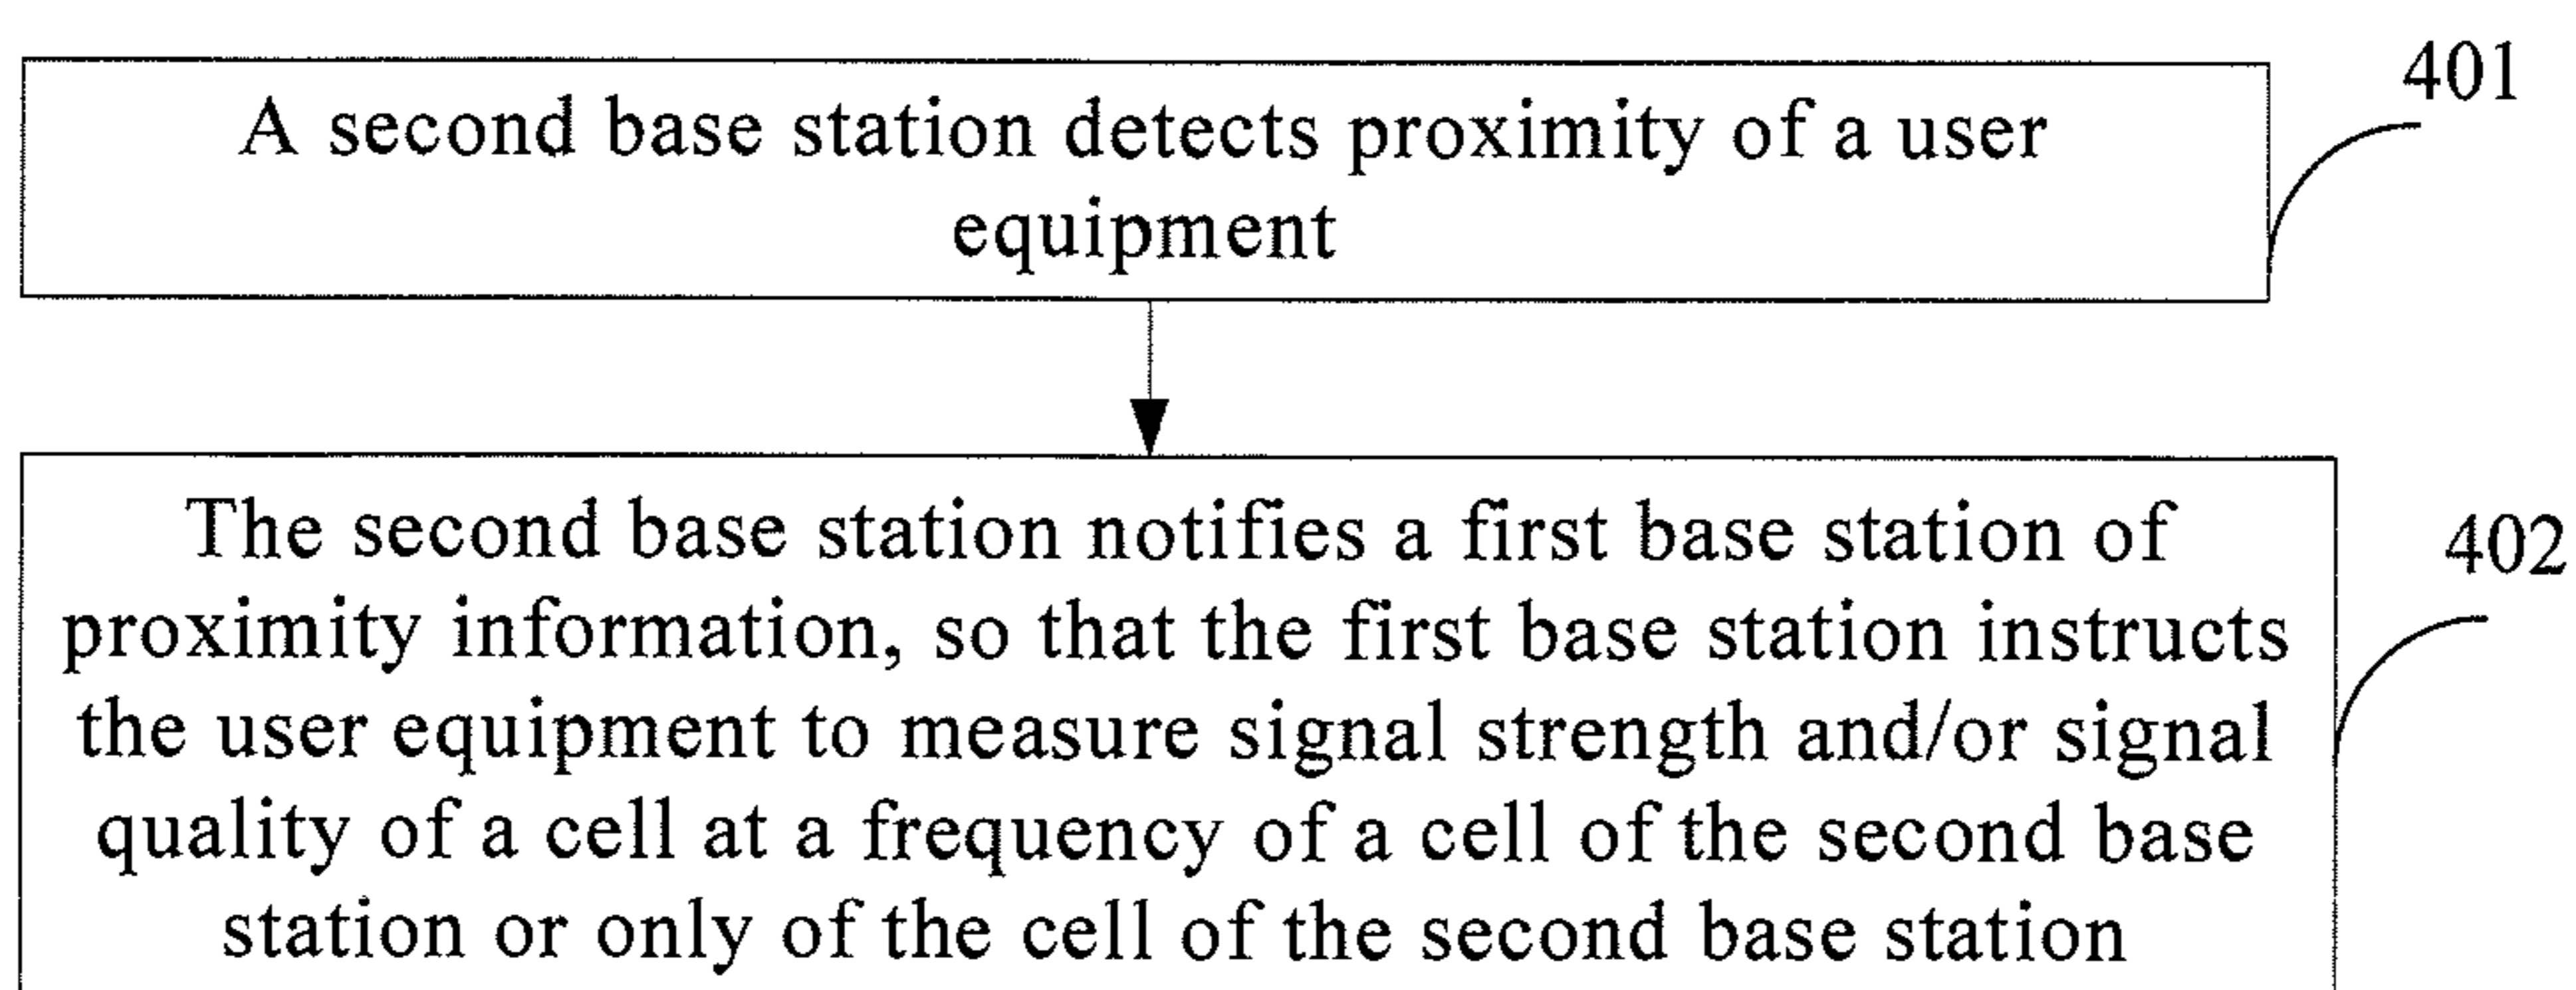 401
A second base station detects proximity of a user
equipment
402
The second base station notifies a first base station of
proximity information, so that the first base station instructs
the user equipment to measure signal strength and/or signal
quality of a cell at a frequency of a cell of the second base
station or only of the cell of the second base station